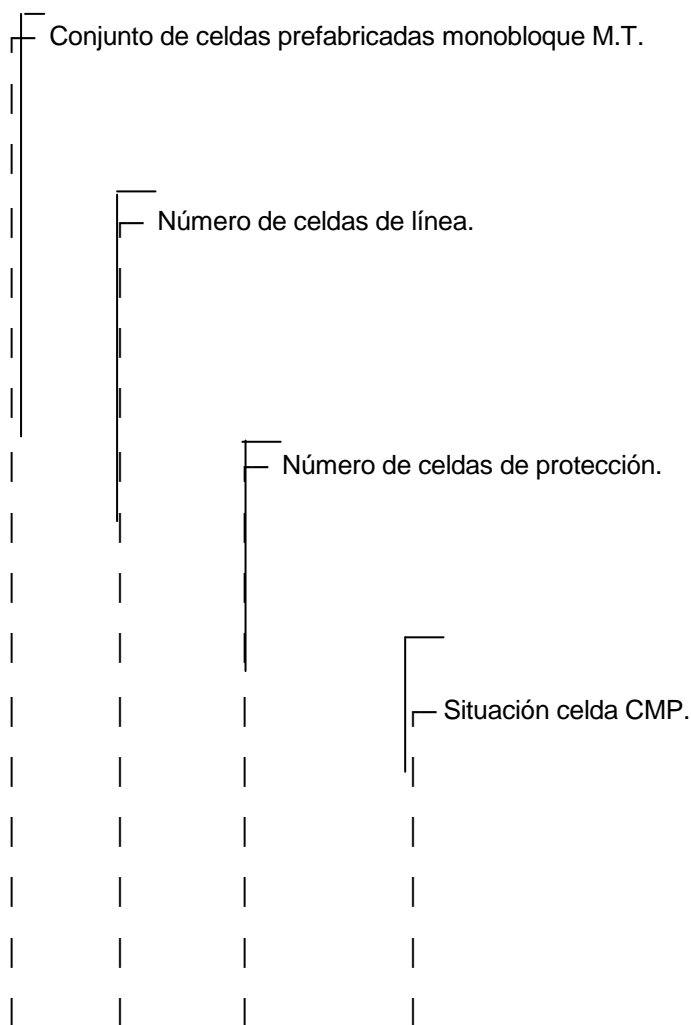 Conjunto de celdas prefabricadas monobloque M.T.
Número de celdas de línea.
Número de celdas de protección.
Situación celda CMP.